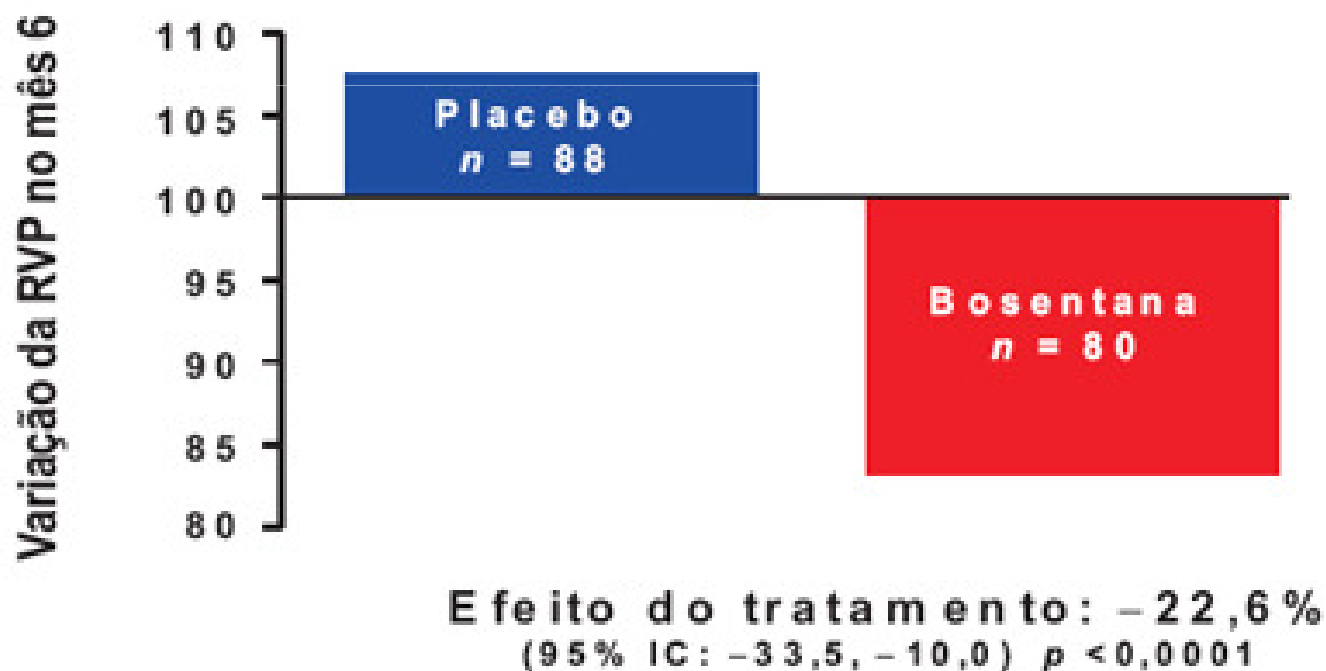 Variação da RVP no mês 6
110
105
100
95
90
85
80
Placebo
n = 88
Bosentana
n = 80
Efeito do tratamento: –22,6%
(95% IC: –33,5, –10,0) p <0,0001